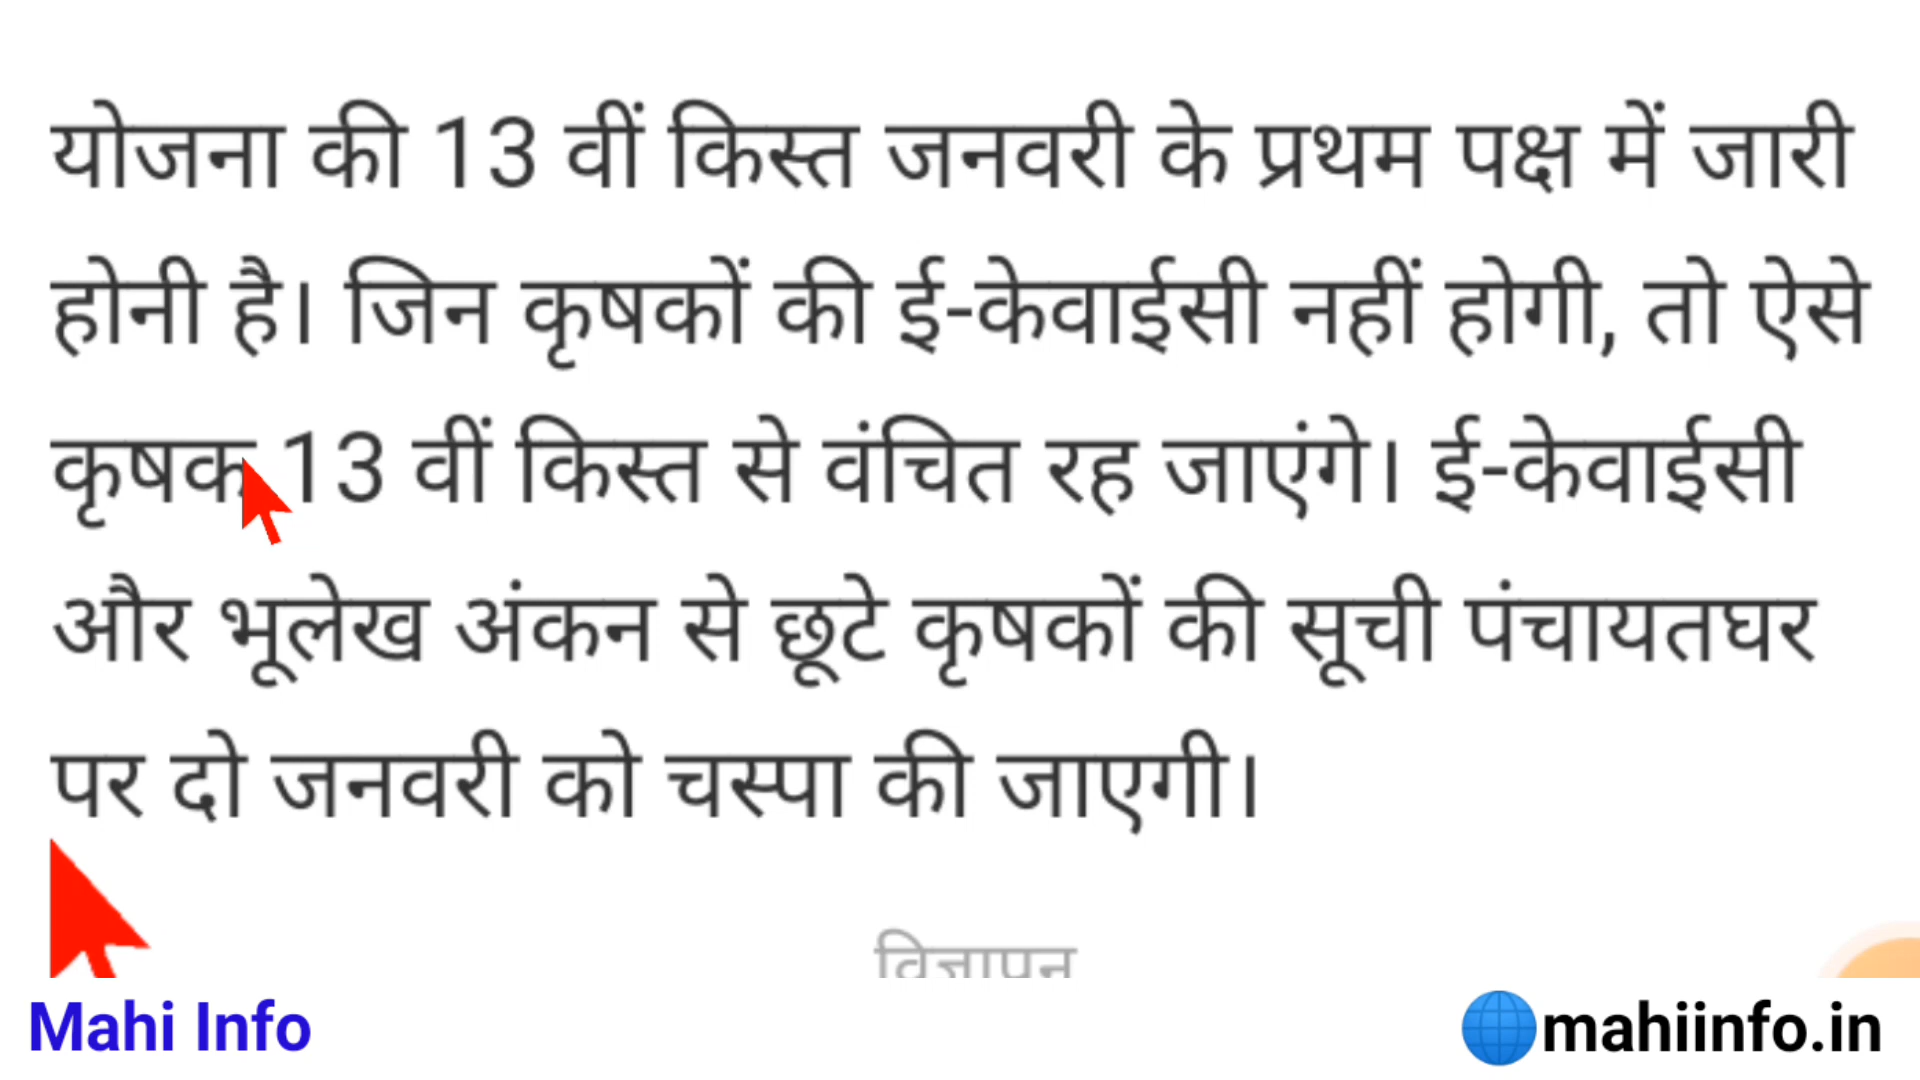 योजना की 13 वीं किस्त जनवरी के प्रथम पक्ष में जारी
होनी है। जिन कृषकों की ई-केवाईसी नहीं होगी, तो ऐसे
कृषक 13 वीं किस्त से वंचित रह जाएंगे। ई-केवाईसी
और भूलेख अंकन से छूटे कृषकों की सूची पंचायतघर
पर दो जनवरी को चस्पा की जाएगी।
विज्ञापन
Mahi Info
mahiinfo.in